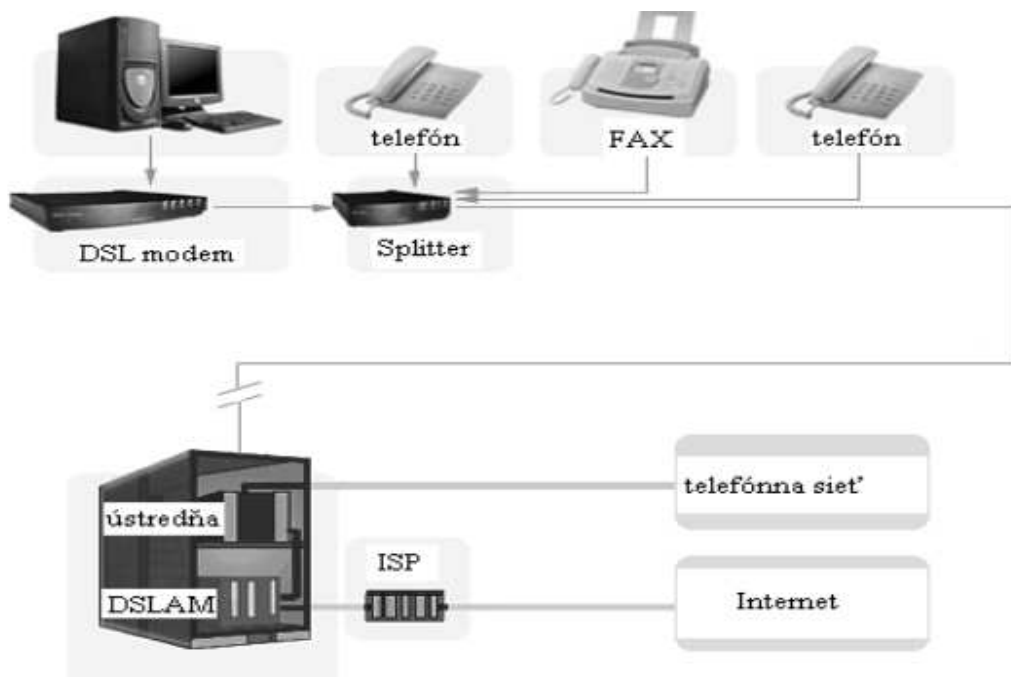 telefón
FAX
telefón
DSL modem
Splitter
ústredňa
telefónna sieť
ISP
DSLAM
Internet